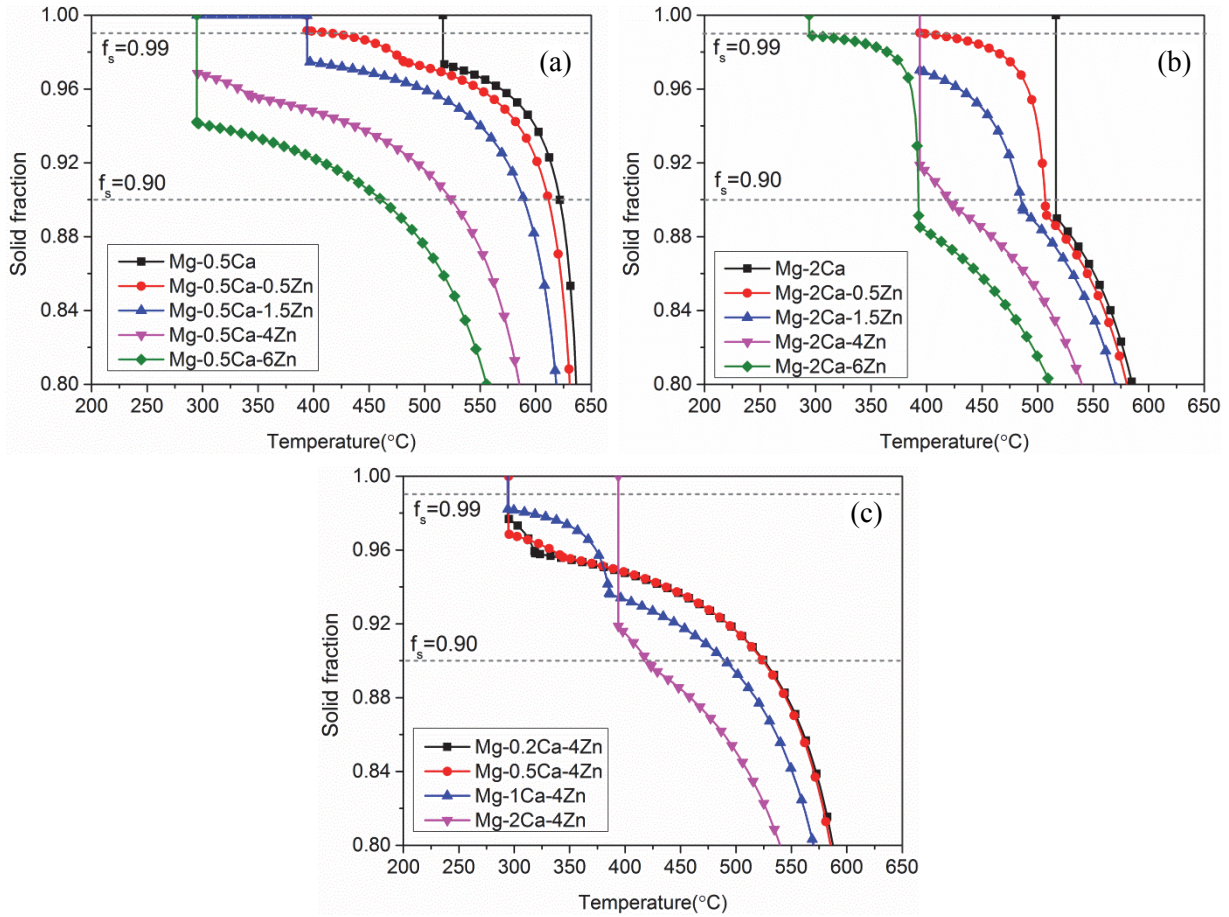 (a)
1.00
0.96
0.92
0.88
0.84
0.80
Solid fraction
fs=0.99
fs=0.90
Mg-0.5Ca
Mg-0.5Ca-0.5Zn
Mg-0.5Ca-1.5Zn
Mg-0.5Ca-4Zn
Mg-0.5Ca-6Zn
200 250 300 350 400 450 500 550 600 650
Temperature(°C)
(b)
1.00
0.96
0.92
0.88
0.84
0.80
Solid fraction
fs=0.99
fs=0.90
Mg-2Ca
Mg-2Ca-0.5Zn
Mg-2Ca-1.5Zn
Mg-2Ca-4Zn
Mg-2Ca-6Zn
200 250 300 350 400 450 500 550 600 650
Temperature(°C)
(c)
1.00
0.96
0.92
0.88
0.84
0.80
Solid fraction
fs=0.99
fs=0.90
Mg-0.2Ca-4Zn
Mg-0.5Ca-4Zn
Mg-1Ca-4Zn
Mg-2Ca-4Zn
200 250 300 350 400 450 500 550 600 650
Temperature(°C)